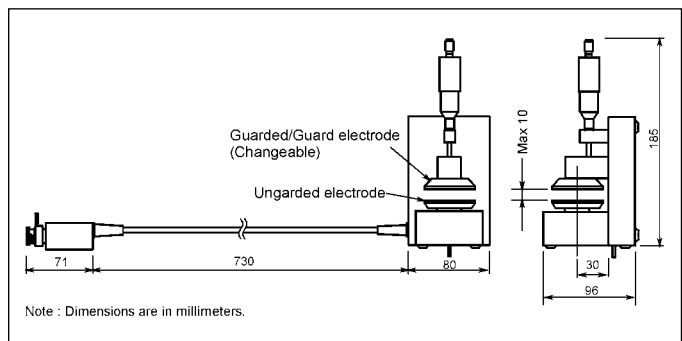 Guarded/Guard electrode
(Changeable)
Ungarded electrode
Max 10
185
71
730
80
30
96
Note : Dimensions are in millimeters.